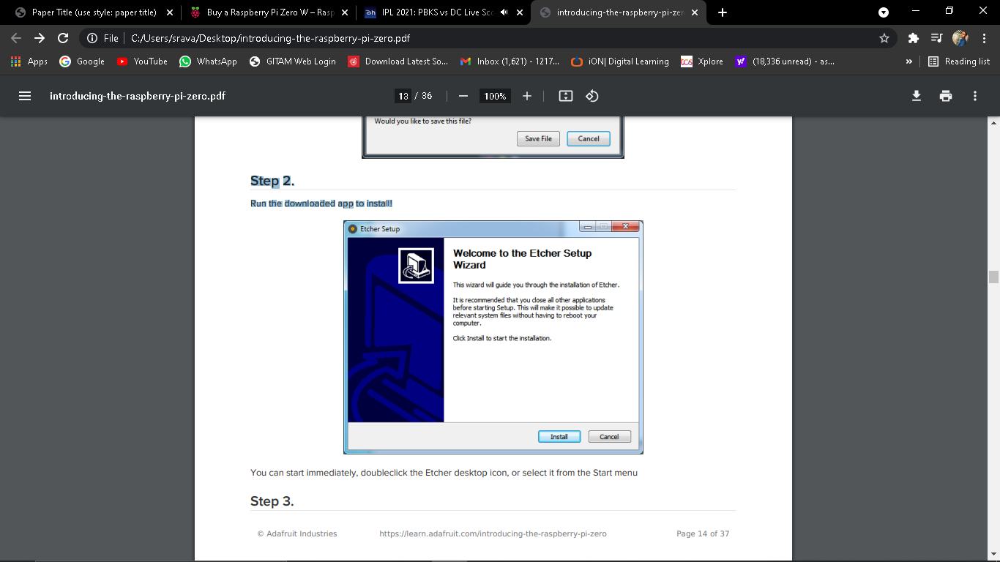 Paper Title (use style: paper title)
Buy a Raspberry Pi Zero W – Rasp
Dh
IPL 2021: PBKS vs DC Live Sco
introducing-the-raspberry-pi-zer
File
C:/Users/srava/Desktop/introducing-the-raspberry-pi-zero.pdf
Apps
Google
YouTube
WhatsApp
GITAM Web Login
Download Latest So...
Inbox (1,621) - 1217...
iON| Digital Learning
tcs
Xplore
y!
(18,336 unread) - as...
»
Reading list
introducing-the-raspberry-pi-zero.pdf
13 / 36
100%
Would you like to save this file?
Save File
Cancel
Step 2.
Run the downloaded app to install!
Etcher Setup
Welcome to the Etcher Setup
Wizard
This wizard will guide you through the installation of Etcher.
It is recommended that you close all other applications
before starting Setup. This will make it possible to update
relevant system files without having to reboot your
computer.
Click Install to start the installation.
Install
Cancel
You can start immediately, doubleclick the Etcher desktop icon, or select it from the Start menu
Step 3.
© Adafruit Industries
https://learn.adafruit.com/introducing-the-raspberry-pi-zero
Page 14 of 37